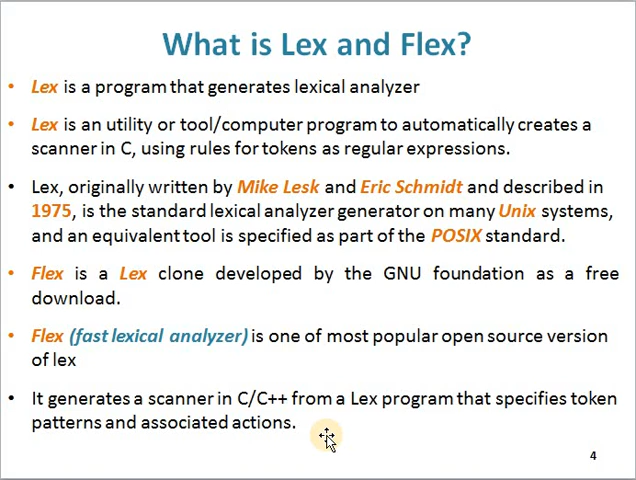 What is Lex and Flex?
• Lex is a program that generates lexical analyzer
• Lex is an utility or tool/computer program to automatically creates a
scanner in C, using rules for tokens as regular expressions.
• Lex, originally written by Mike Lesk and Eric Schmidt and described in
1975, is the standard lexical analyzer generator on many Unix systems,
and an equivalent tool is specified as part of the POSIX standard.
• Flex is a Lex clone developed by the GNU foundation as a free
download.
• Flex (fast lexical analyzer) is one of most popular open source version
of lex
• It generates a scanner in C/C++ from a Lex program that specifies token
patterns and associated actions.
4